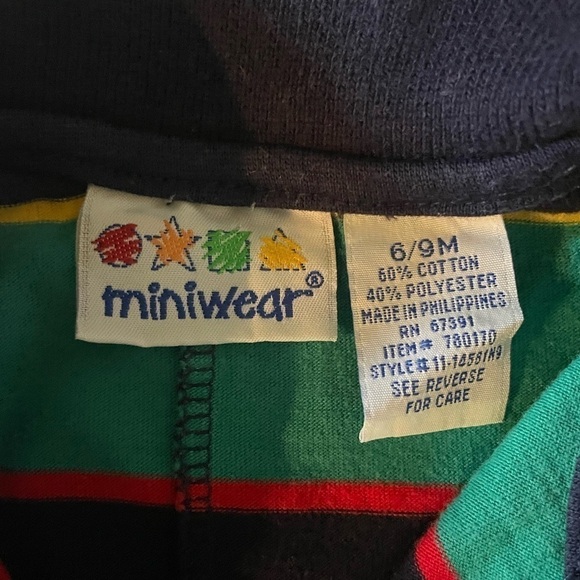 miniwear®
6/9M
60% COTTON
40% POLYESTER
MADE IN PHILIPPINES
RN 67391
ITEM# 780170
STYLE#11-14581N9
SEE REVERSE
FOR CARE